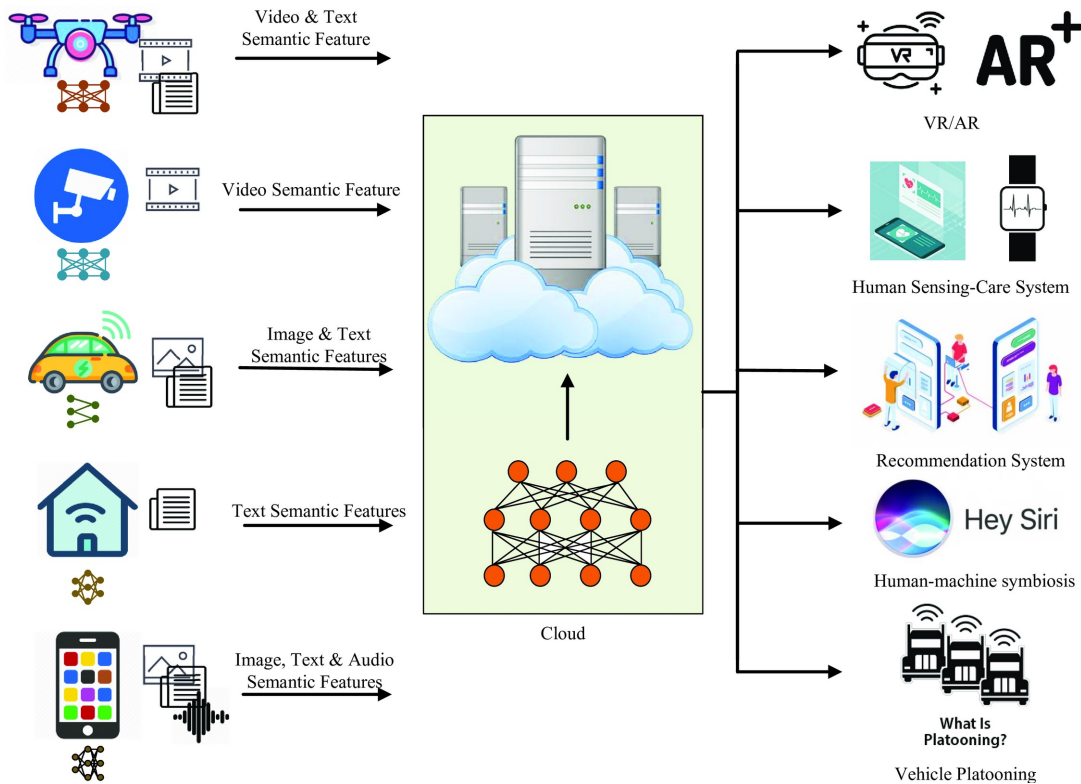 Video & Text
Semantic Feature
Video Semantic Feature
Image & Text
Semantic Features
Text Semantic Features
Image, Text & Audio
Semantic Features
Cloud
VR
AR+
VR/AR
Human Sensing-Care System
Recommendation System
Hey Siri
Human-machine symbiosis
What Is
Platooning?
Vehicle Platooning